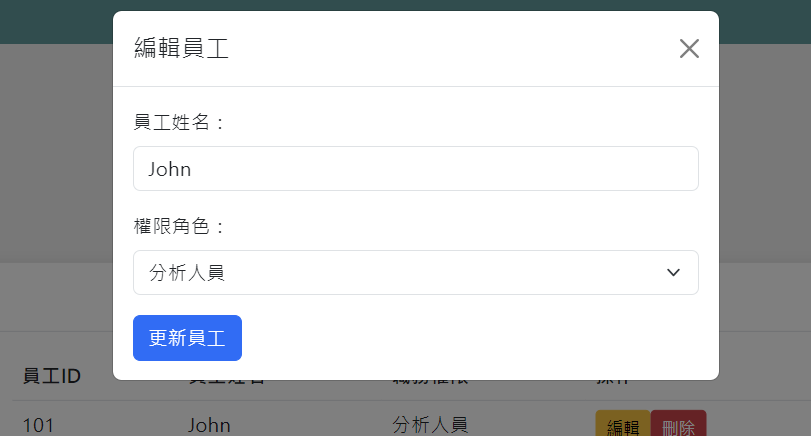 編輯員工
員工姓名：
John
權限角色：
分析人員
更新員工
員工ID
101 John 分析人員 編輯 刪除